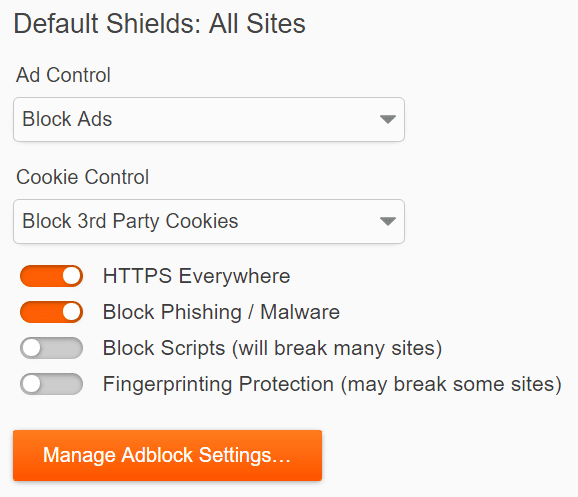 Default Shields: All Sites
Ad Control
Block Ads
Cookie Control
Block 3rd Party Cookies
HTTPS Everywhere
Block Phishing / Malware
Block Scripts (will break many sites)
Fingerprinting Protection (may break some sites)
Manage Adblock Settings…